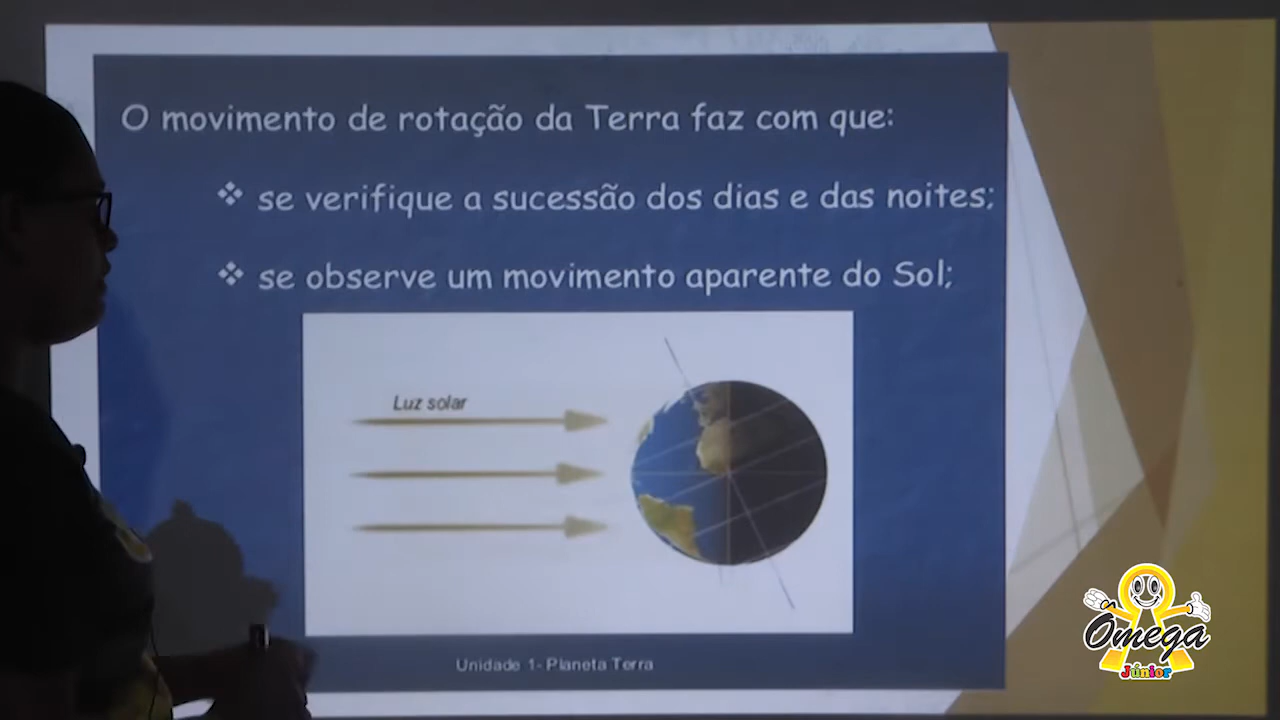 O movimento de rotação da Terra faz com que:
❖ se verifique a sucessão dos dias e das noites;
❖ se observe um movimento aparente do Sol;
Luz solar
Unidade 1- Planeta Terra
Omega
Júnior